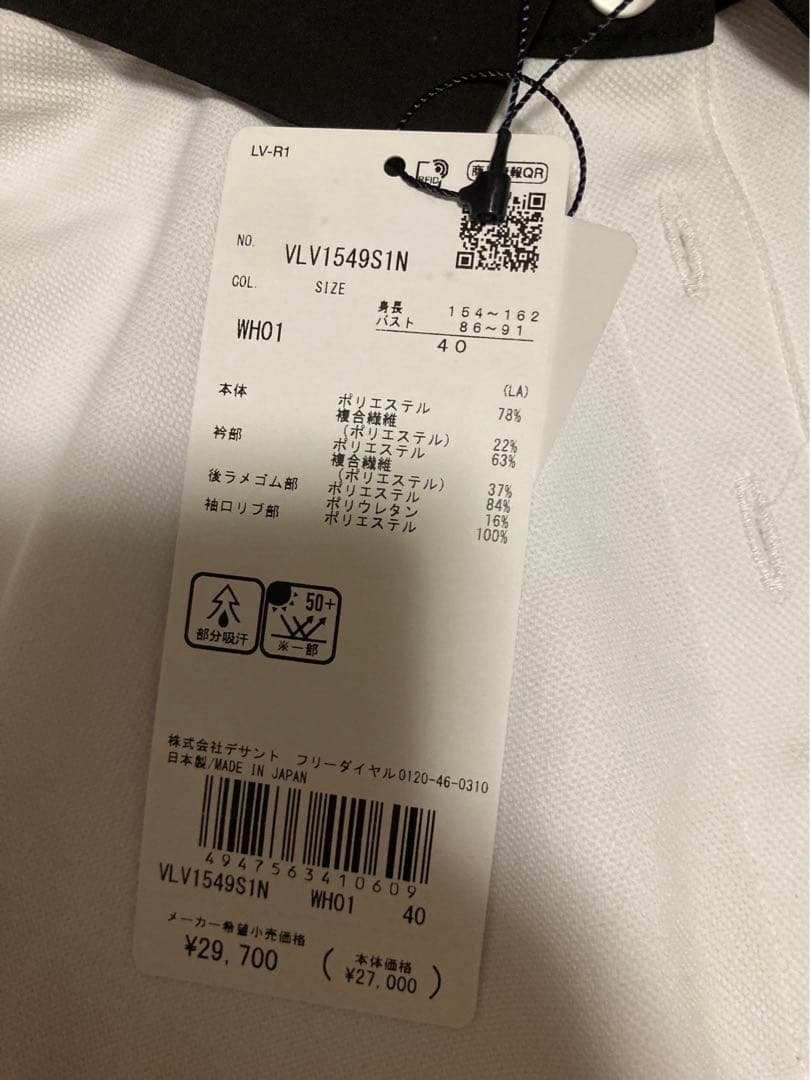 LV-R1
RFID
商 報QR
NO. VLV1549S1N
COL. SIZE
WH01
身長 154～162
バスト 86～91
40
(LA)
本体 ポリエステル 78%
複合繊維
(ポリエステル) 22%
衿部 ポリエステル 63%
複合繊維
(ポリエステル) 37%
後ラメゴム部 ポリエステル 84%
ポリウレタン 16%
袖口リブ部 ポリエステル 100%
部分吸汗
50+
※一部
株式会社デサント フリーダイヤル0120-46-0310
日本製/MADE IN JAPAN
4947563410609
VLV1549S1N WH01 40
メーカー希望小売価格
¥29,700
(本体価格
¥27,000)